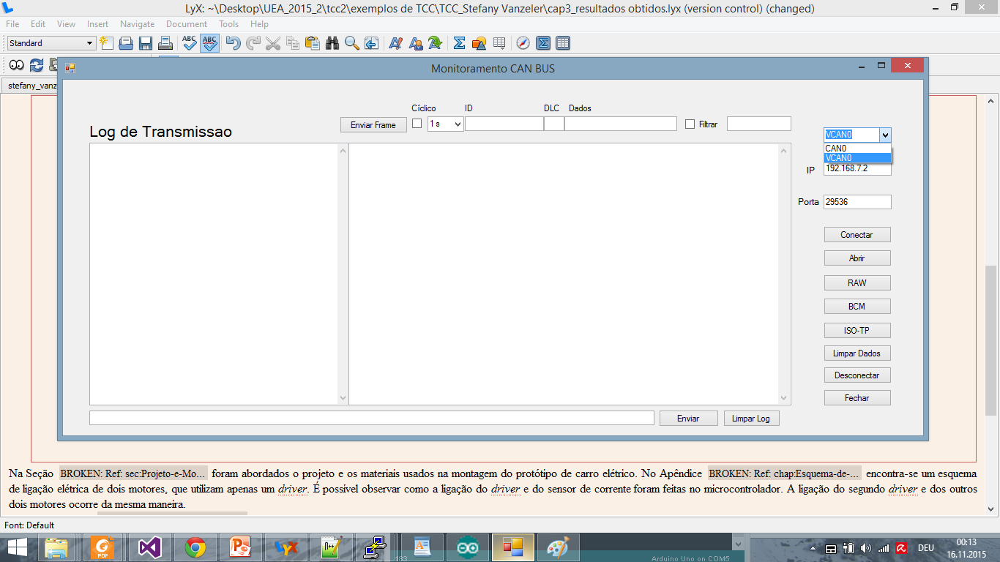 LyX: ~\Desktop\UEA_2015_2\tcc2\exemplos de TCC\TCC_Stefany Vanzeler\cap3_resultados obtidos.lyx (version control) (changed)
File Edit View Insert Navigate Document Tools Help
Standard
ABC ABC
stefany_vanz
Monitoramento CAN BUS
Cíclico ID DLC Dados
Enviar Frame 1 s Filtrar
Log de Transmissao
VCAN0
CAN0
VCAN0
IP 192.168.7.2
Porta 29536
Conectar
Abrir
RAW
BCM
ISO-TP
Limpar Dados
Desconectar
Fechar
Enviar Limpar Log
Na Seção BROKEN: Ref: sec:Projeto-e-Mo... foram abordados o projeto e os materiais usados na montagem do protótipo de carro elétrico. No Apêndice BROKEN: Ref: chap:Esquema-de-... encontra-se um esquema
de ligação elétrica de dois motores, que utilizam apenas um driver. É possível observar como a ligação do driver e do sensor de corrente foram feitas no microcontrolador. A ligação do segundo driver e dos outros
dois motores ocorre da mesma maneira.
Font: Default
PDF
183
Arduino Uno on COM5
DEU
00:13
16.11.2015